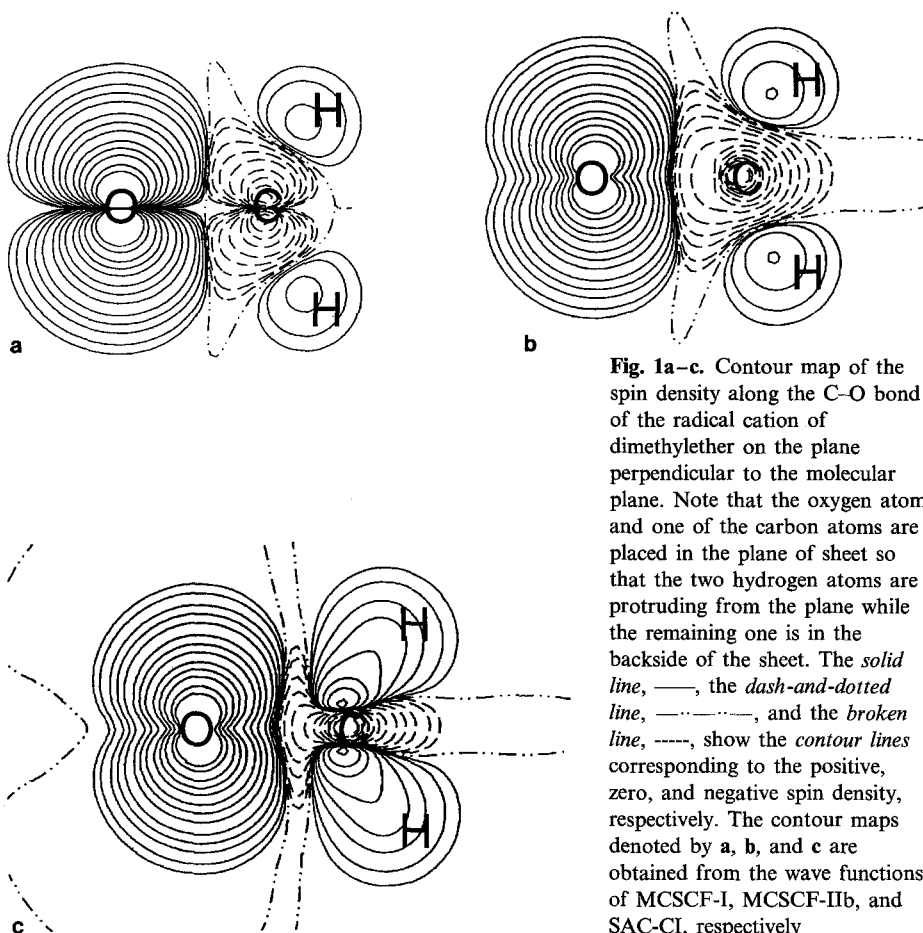 H
O
C
H
a
H
O
C
H
b
H
O
C
H
c
Fig. 1a–c. Contour map of the
spin density along the C–O bond
of the radical cation of
dimethylether on the plane
perpendicular to the molecular
plane. Note that the oxygen atom
and one of the carbon atoms are
placed in the plane of sheet so
that the two hydrogen atoms are
protruding from the plane while
the remaining one is in the
backside of the sheet. The solid
line, ——, the dash-and-dotted
line, —··—·—, and the broken
line, -----, show the contour lines
corresponding to the positive,
zero, and negative spin density,
respectively. The contour maps
denoted by a, b, and c are
obtained from the wave functions
of MCSCF-I, MCSCF-IIb, and
SAC-CI, respectively